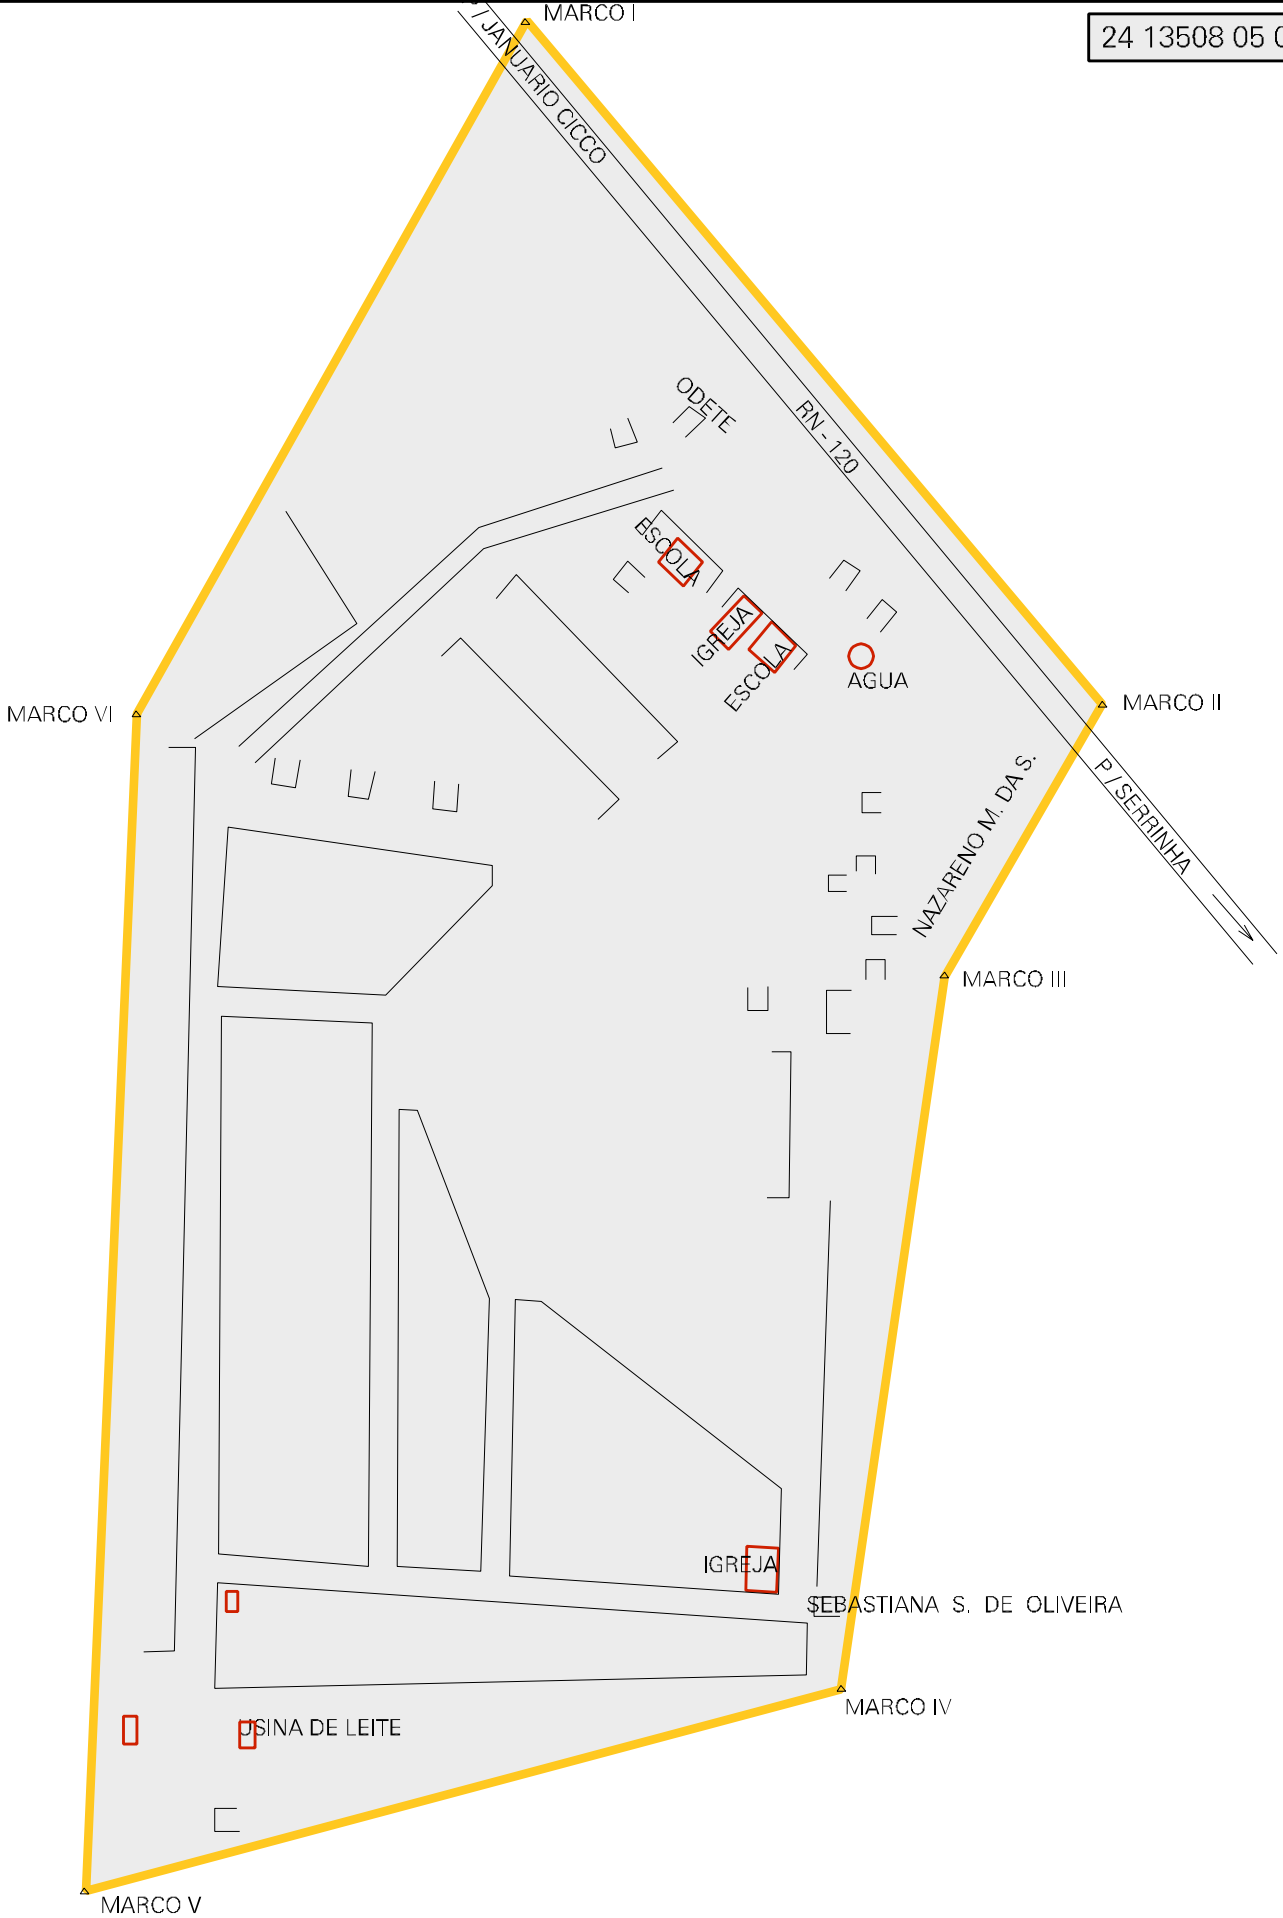 MARCO I
24 13508 05 0
/ JANUARIO CICCO
ODETE
RN - 120
ESCOLA
IGREJA
ESCOLA
AGUA
MARCO VI
MARCO II
P / SERRINHA
NAZARENO M. DA S.
MARCO III
IGREJA
SEBASTIANA S. DE OLIVEIRA
MARCO IV
USINA DE LEITE
MARCO V